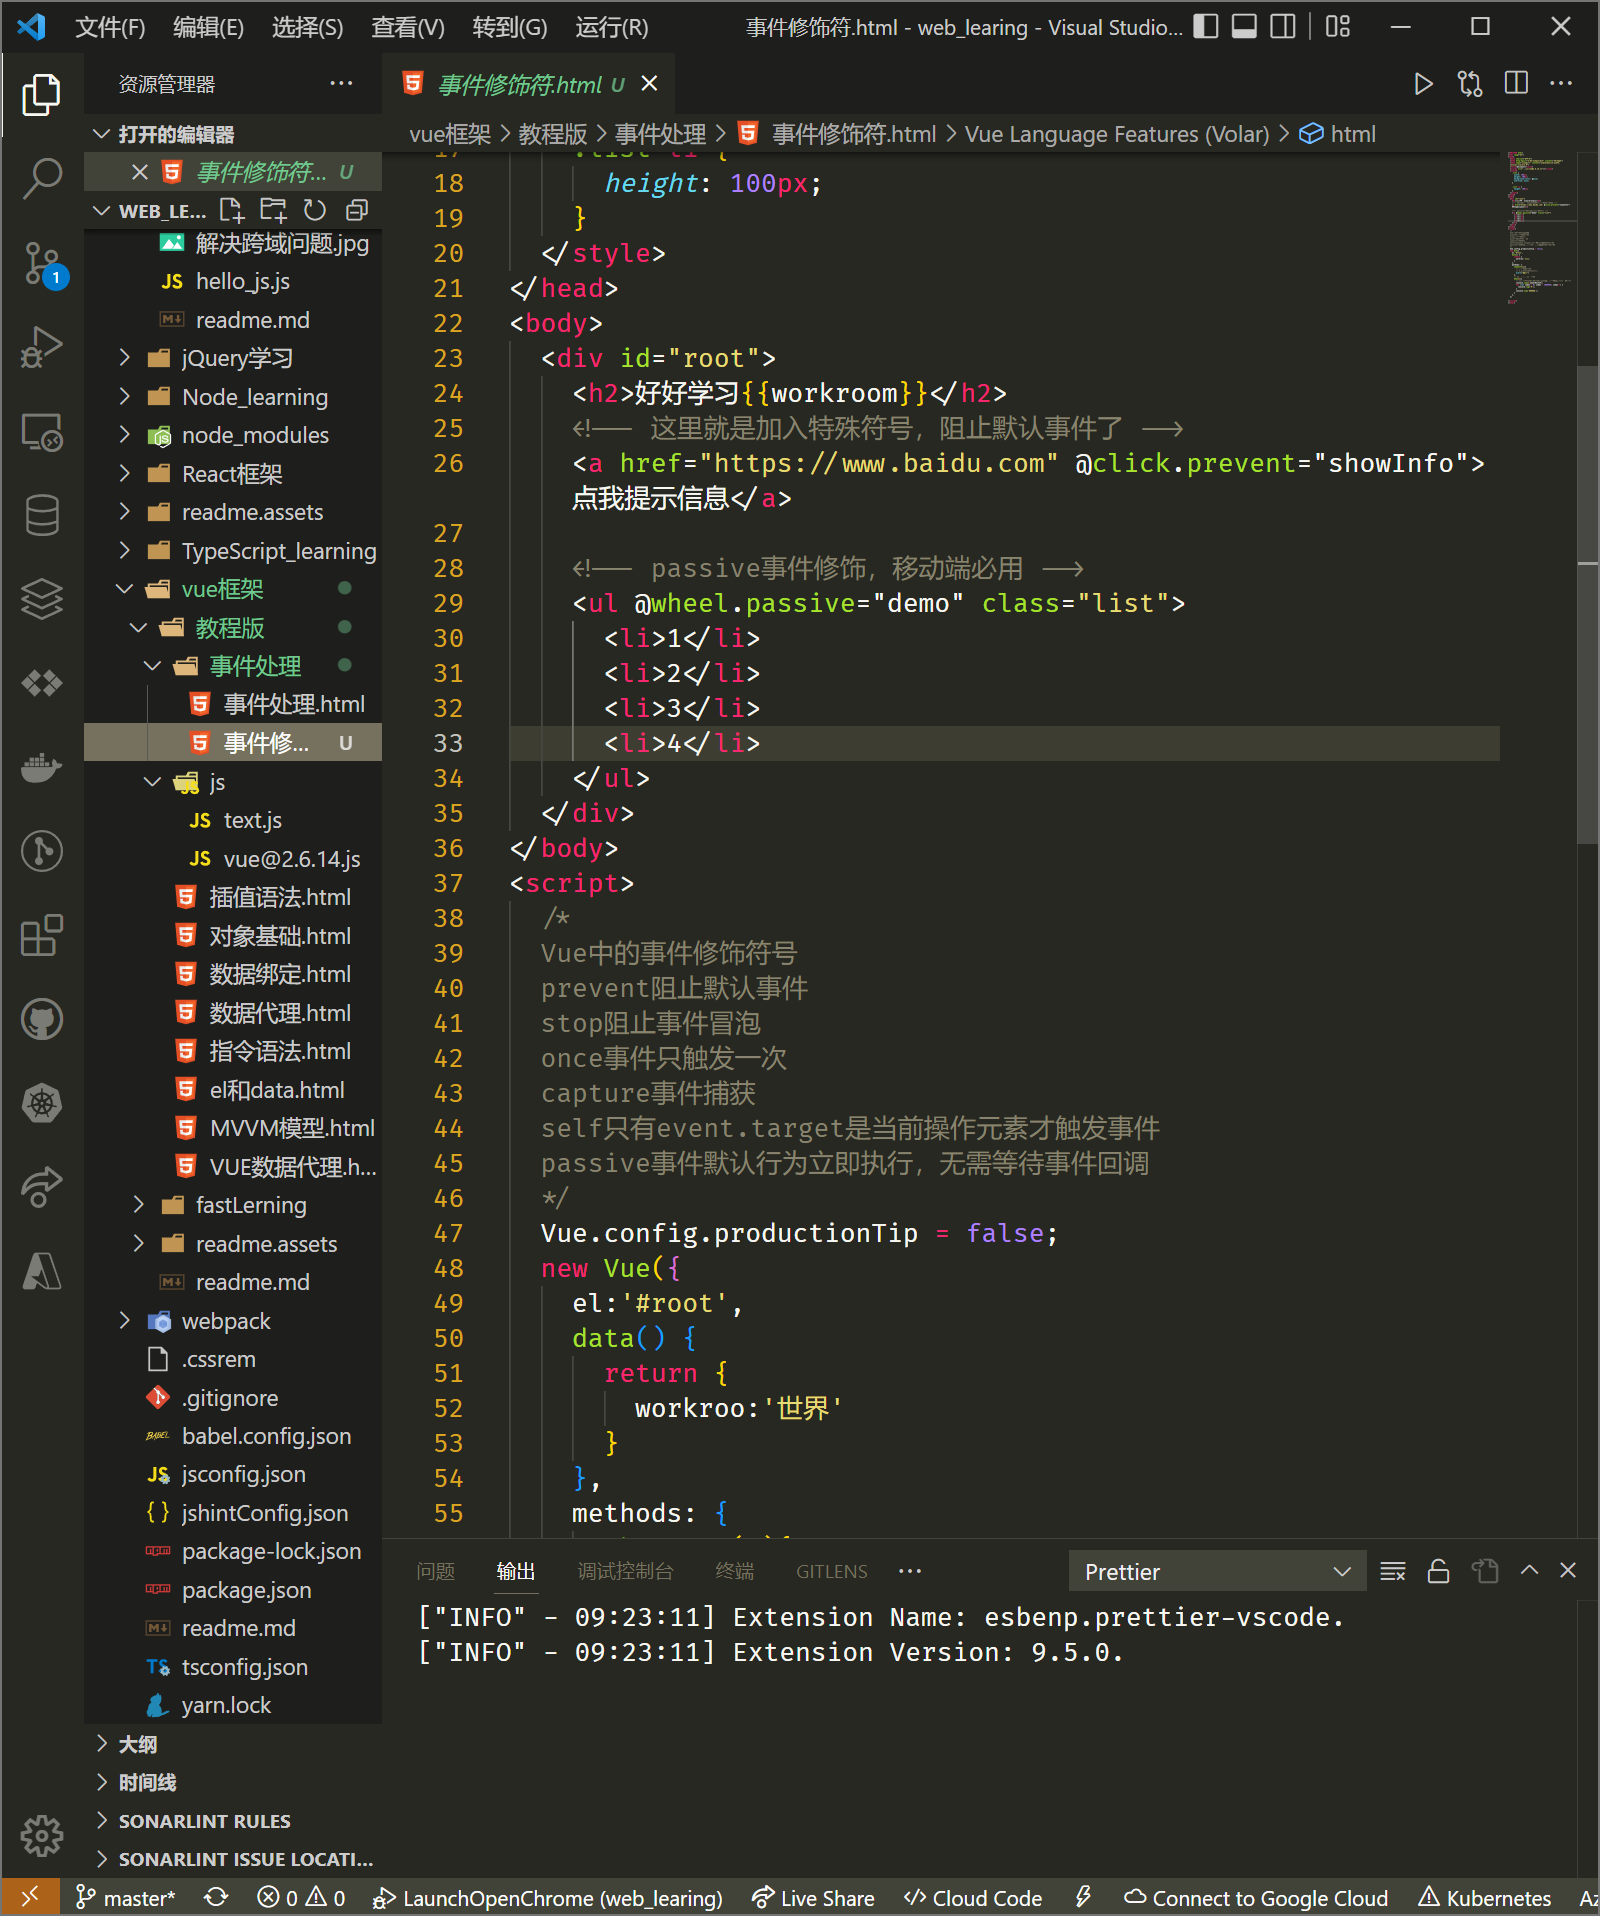 文件(F) 编辑(E) 选择(S) 查看(V) 转到(G) 运行(R) 事件修饰符.html - web_learing - Visual Studio...
资源管理器
打开的编辑器
事件修饰符... U
WEB_LE...
解决跨域问题.jpg
JS hello_js.js
readme.md
jQuery学习
Node_learning
node_modules
React框架
readme.assets
TypeScript_learning
vue框架
教程版
事件处理
事件处理.html
事件修... U
js
JS text.js
JS vue@2.6.14.js
插值语法.html
对象基础.html
数据绑定.html
数据代理.html
指令语法.html
el和data.html
MVVM模型.html
VUE数据代理.h...
fastLerning
readme.assets
readme.md
webpack
.cssrem
.gitignore
babel.config.json
jsconfig.json
jshintConfig.json
package-lock.json
package.json
readme.md
tsconfig.json
yarn.lock
大纲
时间线
SONARLINT RULES
SONARLINT ISSUE LOCATI...
事件修饰符.html U
vue框架 > 教程版 > 事件处理 > 事件修饰符.html > Vue Language Features (Volar) > html
17 .list li {
18 height: 100px;
19 }
20 </style>
21 </head>
22 <body>
23 <div id="root">
24 <h2>好好学习{{workroom}}</h2>
25 <!-- 这里就是加入特殊符号，阻止默认事件了 -->
26 <a href="https://www.baidu.com" @click.prevent="showInfo">
点我提示信息</a>
27
28 <!-- passive事件修饰，移动端必用 -->
29 <ul @wheel.passive="demo" class="list">
30 <li>1</li>
31 <li>2</li>
32 <li>3</li>
33 <li>4</li>
34 </ul>
35 </div>
36 </body>
37 <script>
38 /*
39 Vue中的事件修饰符号
40 prevent阻止默认事件
41 stop阻止事件冒泡
42 once事件只触发一次
43 capture事件捕获
44 self只有event.target是当前操作元素才触发事件
45 passive事件默认行为立即执行，无需等待事件回调
46 */
47 Vue.config.productionTip = false;
48 new Vue({
49 el:'#root',
50 data() {
51 return {
52 workroo:'世界'
53 }
54 },
55 methods: {
问题 输出 调试控制台 终端 GITLENS ··· Prettier
["INFO" - 09:23:11] Extension Name: esbenp.prettier-vscode.
["INFO" - 09:23:11] Extension Version: 9.5.0.
master* 0 0 LaunchOpenChrome (web_learing) Live Share Cloud Code Connect to Google Cloud Kubernetes Az
1